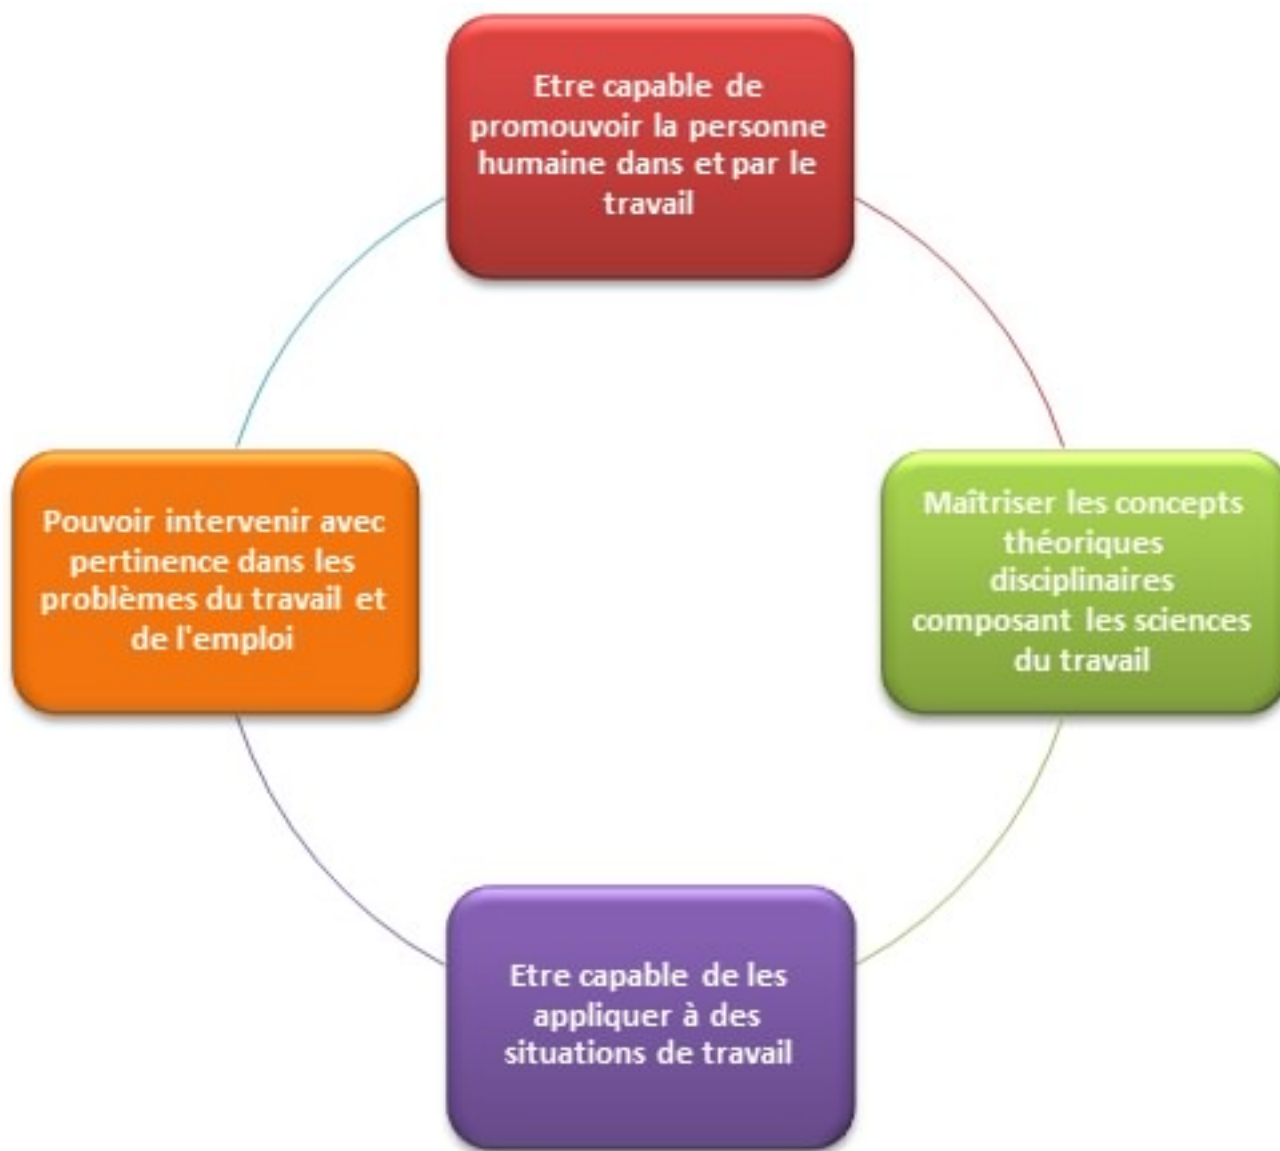 Etre capable de
promouvoir la personne
humaine dans et par le
travail
Maîtriser les concepts
théoriques
disciplinaires
composant les sciences
du travail
Etre capable de les
appliquer à des
situations de travail
Pouvoir intervenir avec
pertinence dans les
problèmes du travail et
de l'emploi